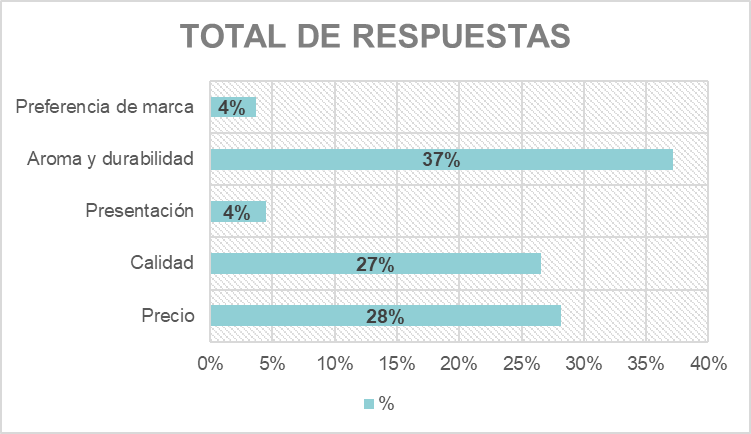 TOTAL DE RESPUESTAS
Preferencia de marca
4%
Aroma y durabilidad
37%
Presentación
4%
Calidad
27%
Precio
28%
0% 5% 10% 15% 20% 25% 30% 35% 40%
%